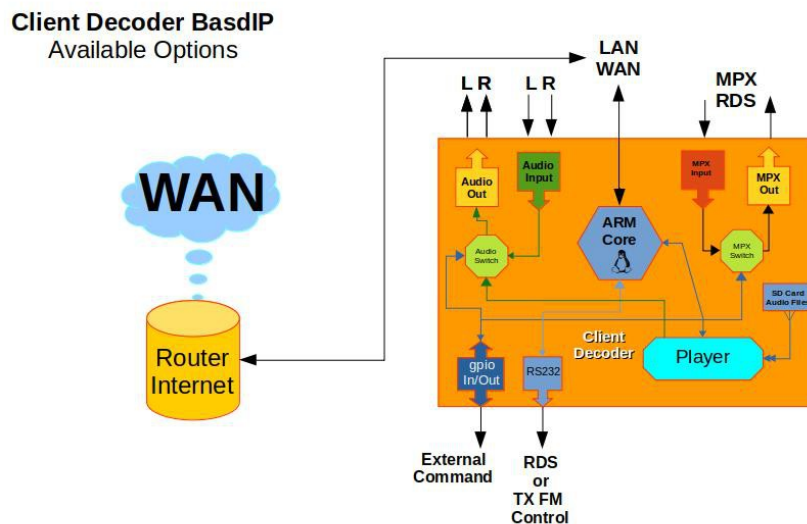 Client Decoder BasdIP
Available Options
LAN
WAN
L R
L R
MPX
RDS
WAN
Audio
Out
Audio
Input
MPX
Input
MPX
Out
ARM
Core
Audio
Switch
MPX
Switch
SD Card
Audio Files
Client
Decoder
Player
Router
Internet
gpio
In/Out
RS232
External
Command
RDS
or
TX FM
Control